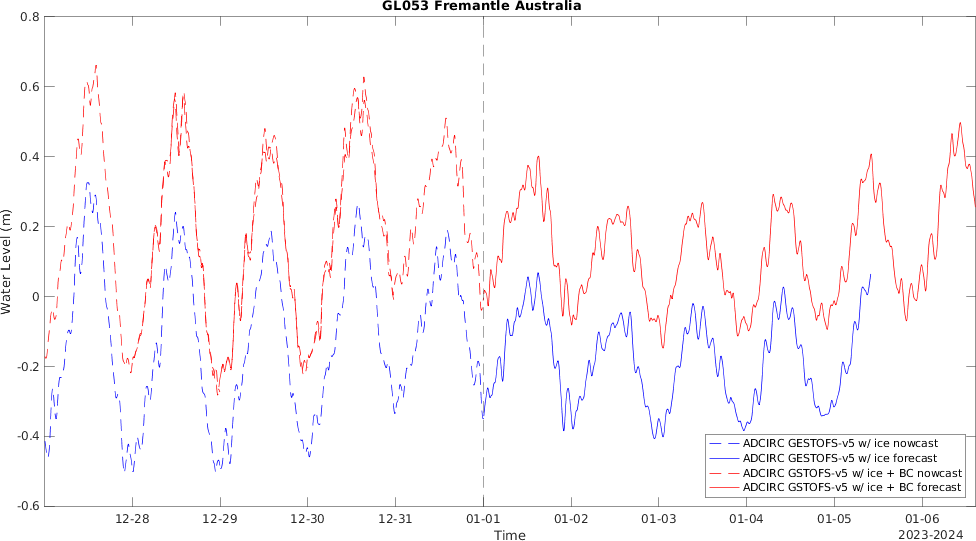 GL053 Fremantle Australia
0.8
0.6
0.4
0.2
0
-0.2
-0.4
-0.6
Water Level (m)
ADCIRC GESTOFS-v5 w/ ice nowcast
ADCIRC GESTOFS-v5 w/ ice forecast
ADCIRC GSTOFS-v5 w/ ice + BC nowcast
ADCIRC GSTOFS-v5 w/ ice + BC forecast
12-28 12-29 12-30 12-31 01-01 01-02 01-03 01-04 01-05 01-06
Time
2023-2024